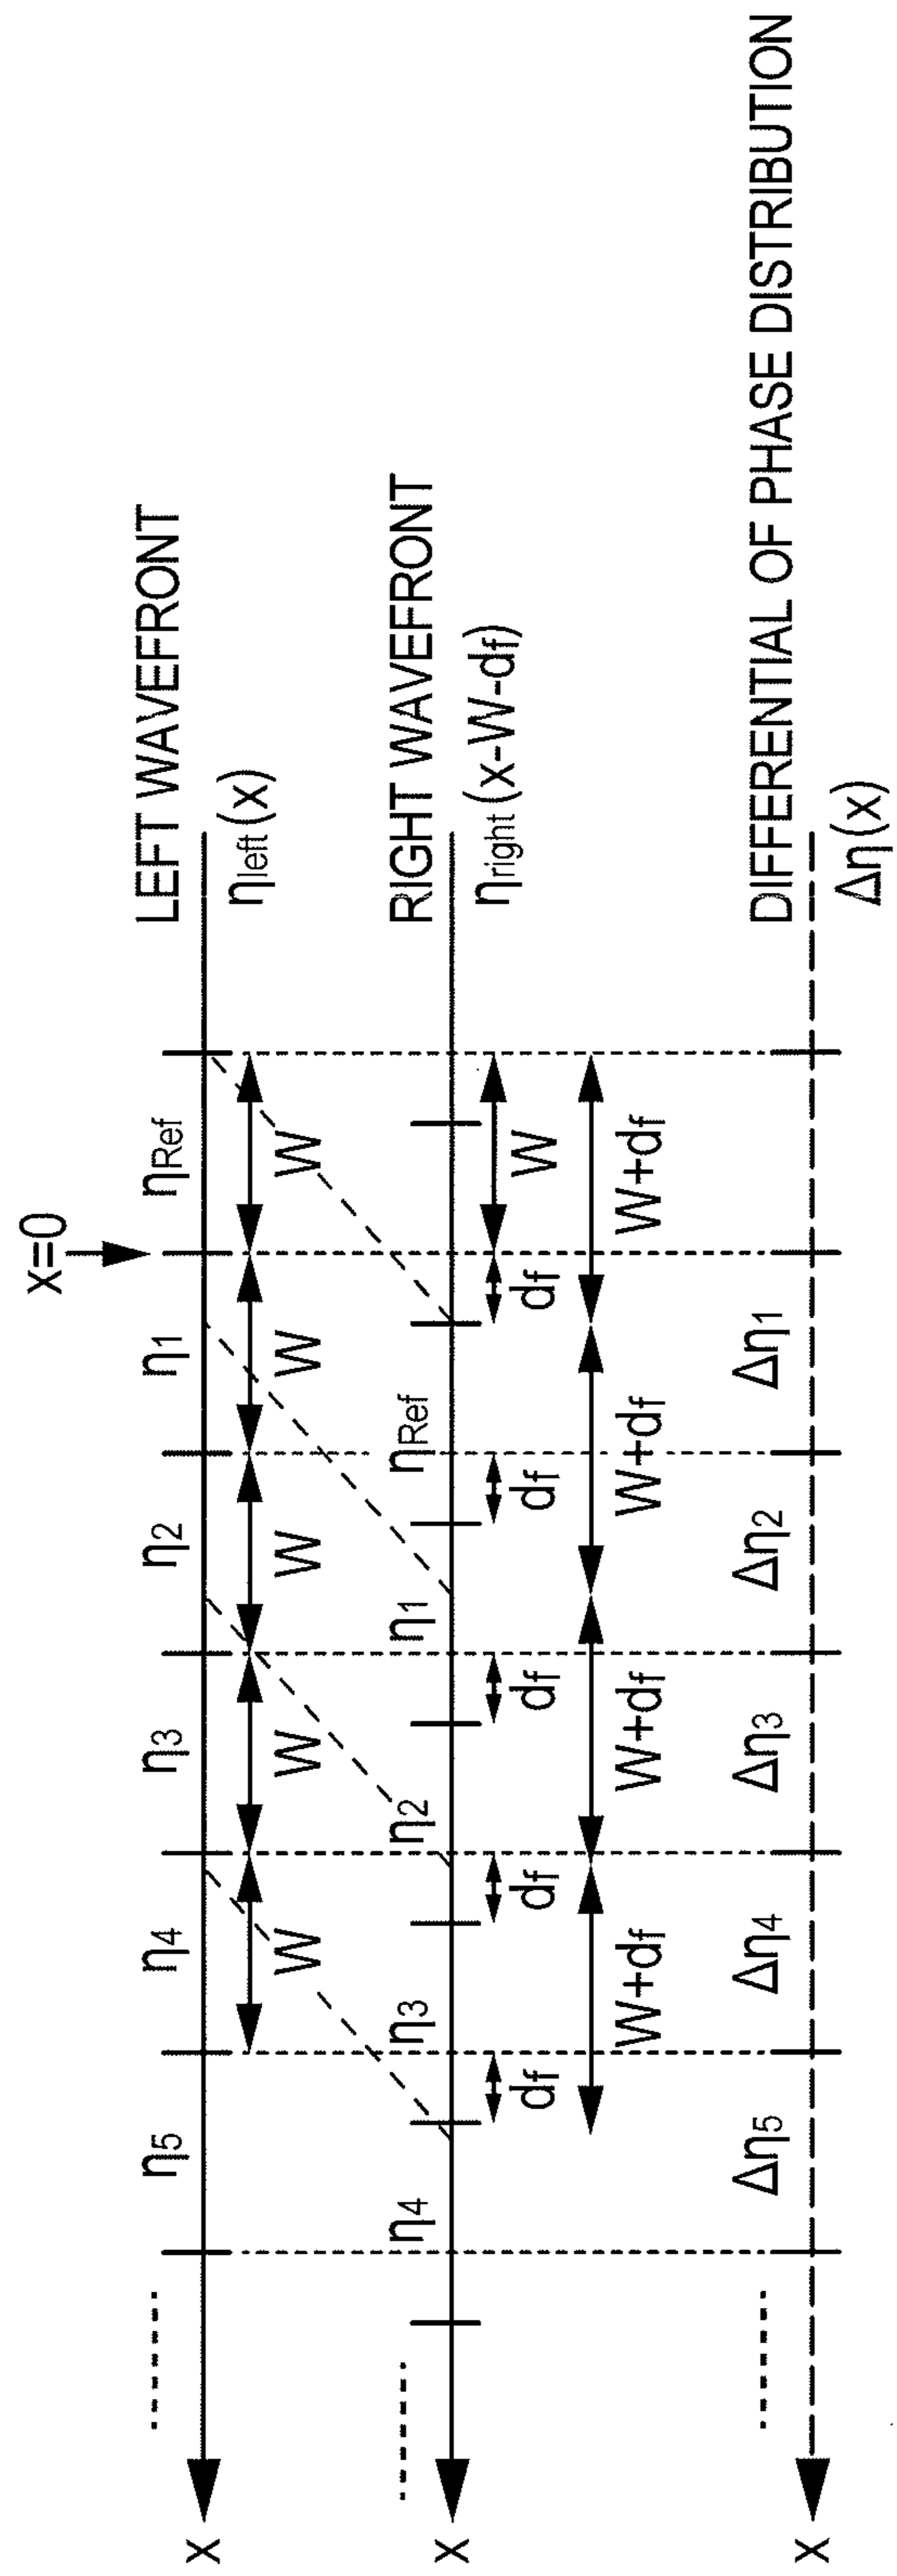 x=0
LEFT WAVEFRONT
ηleft(x)
x
η5
η4
η3
η2
η1
ηRef
W
W
W
W
W
RIGHT WAVEFRONT
ηright(x-W-df)
x
η4
η3
η2
η1
ηRef
df
df
df
df
df
W
W+df
W+df
W+df
W+df
DIFFERENTIAL OF PHASE DISTRIBUTION
Δη(x)
x
Δη5
Δη4
Δη3
Δη2
Δη1